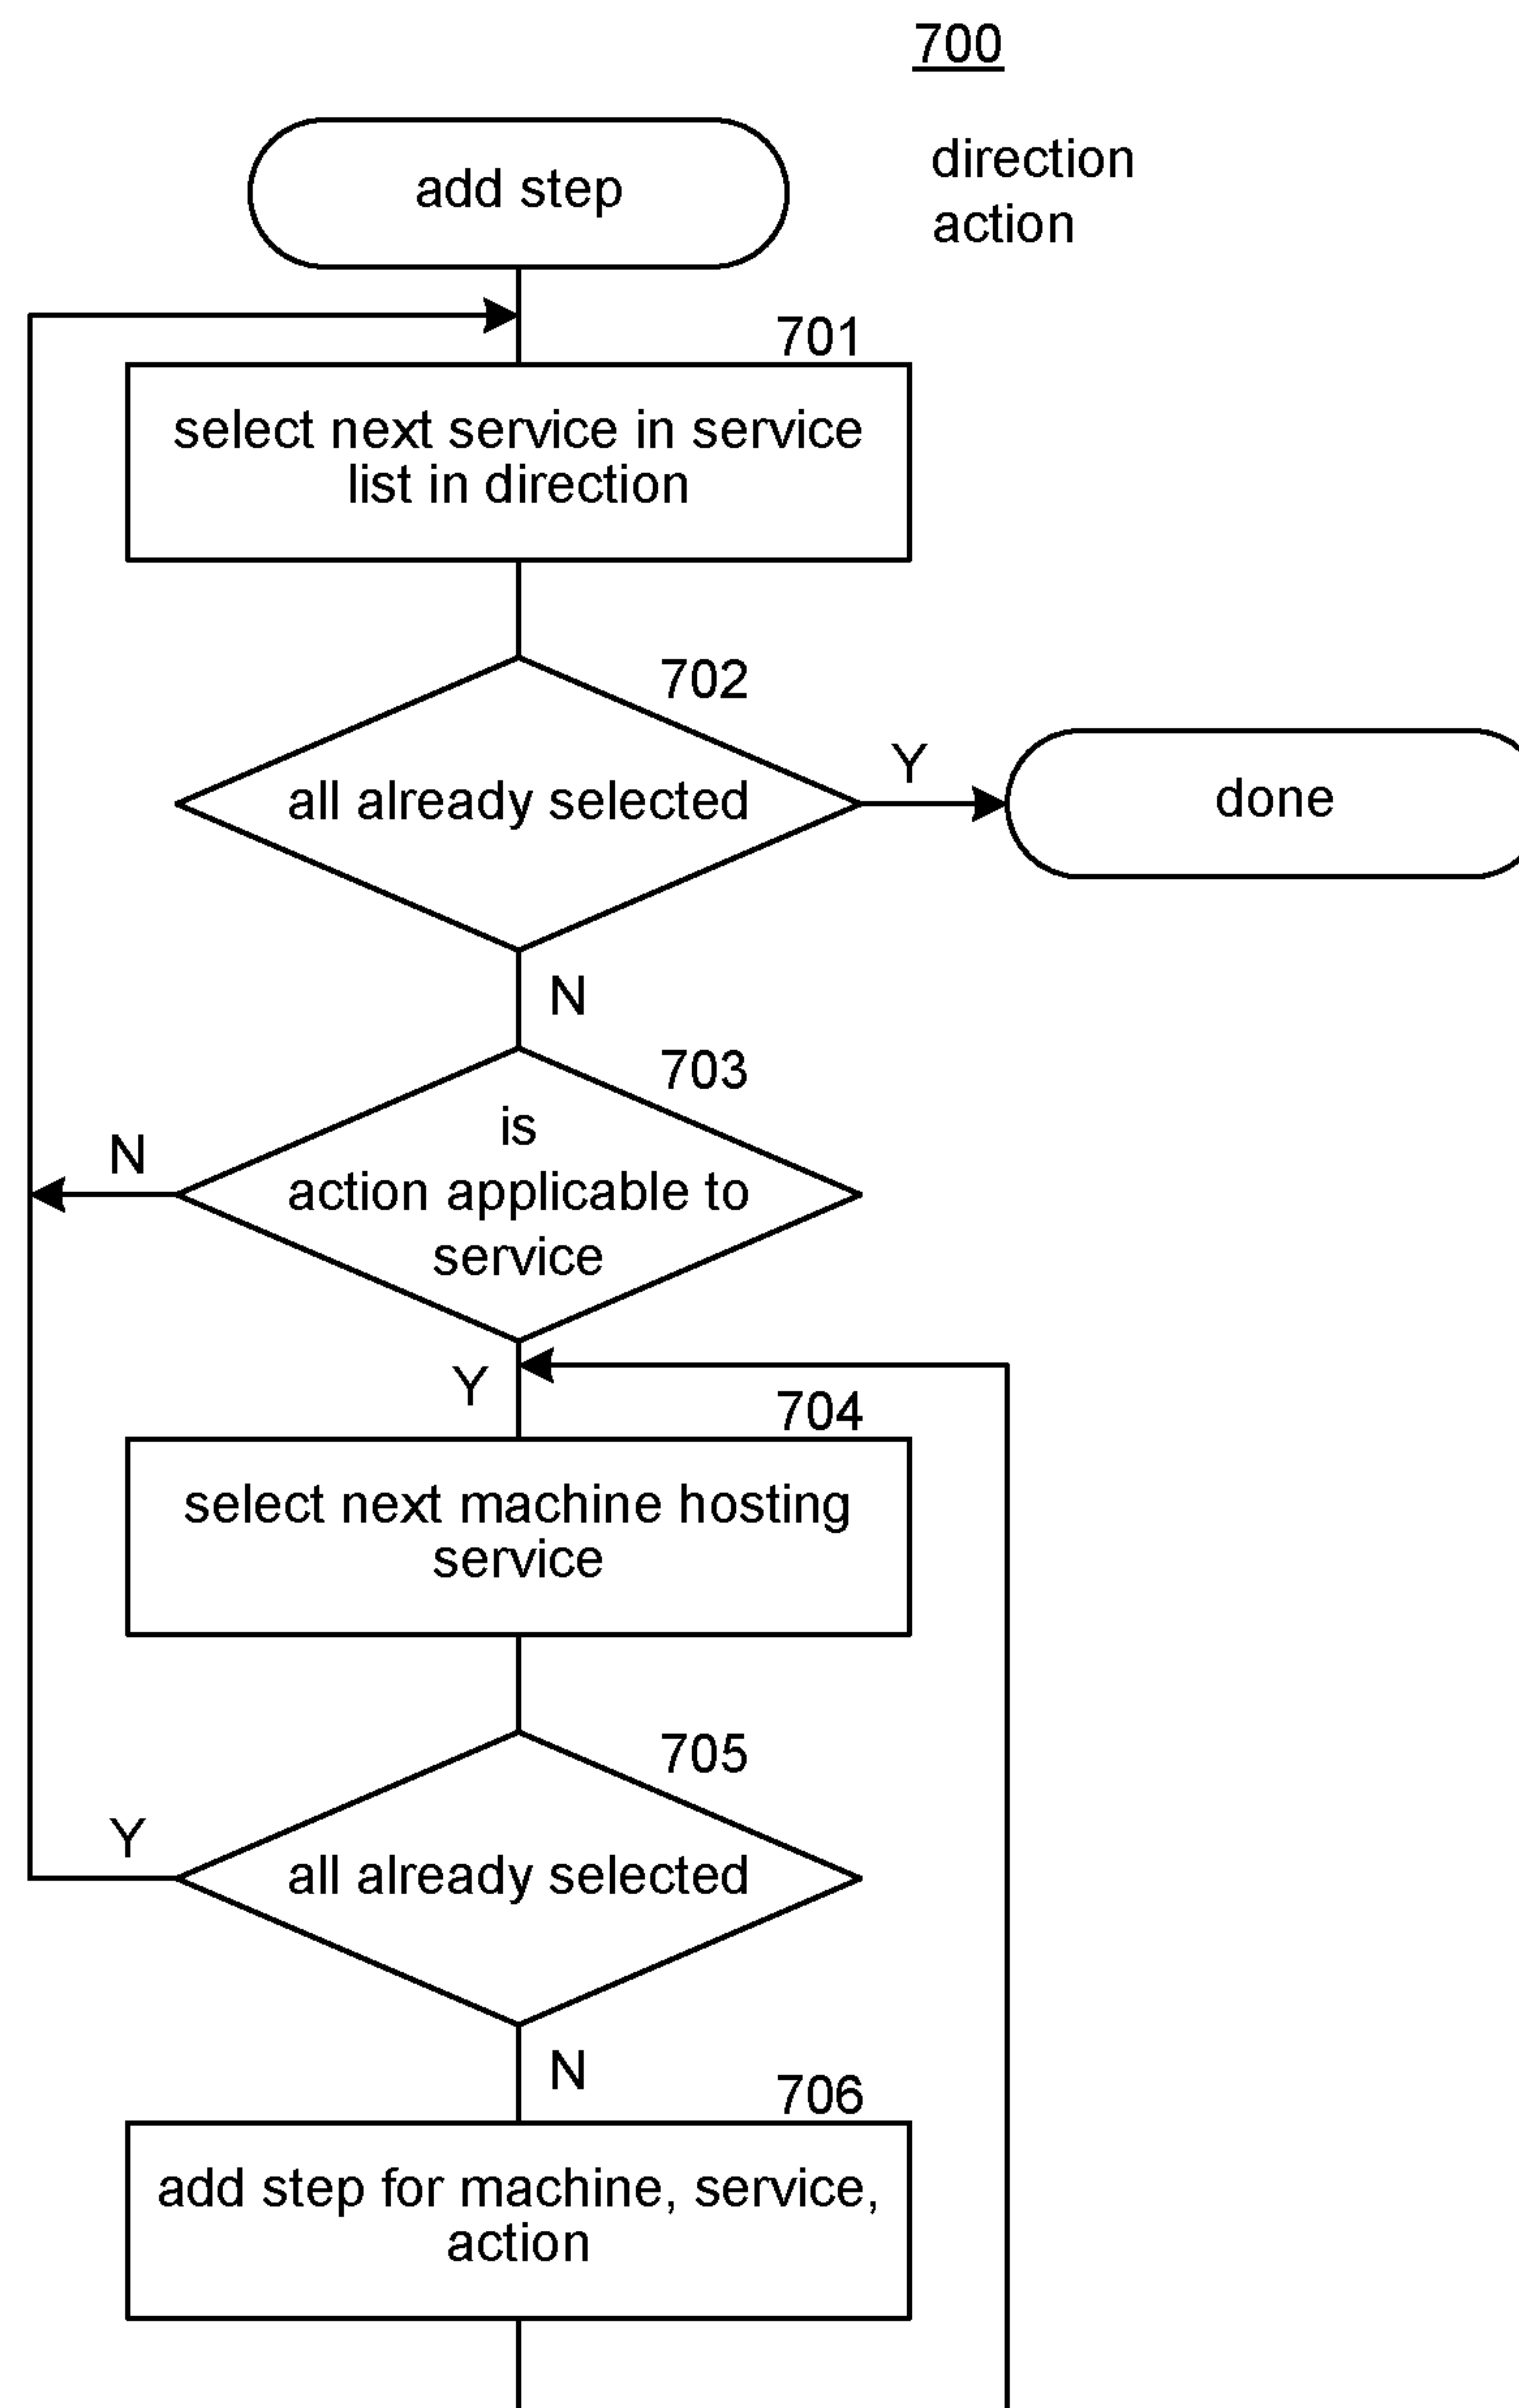 700
direction
action
add step
701
select next service in service
list in direction
702
all already selected
Y
done
N
703
is
action applicable to
service
N
Y
704
select next machine hosting
service
705
all already selected
Y
N
706
add step for machine, service,
action